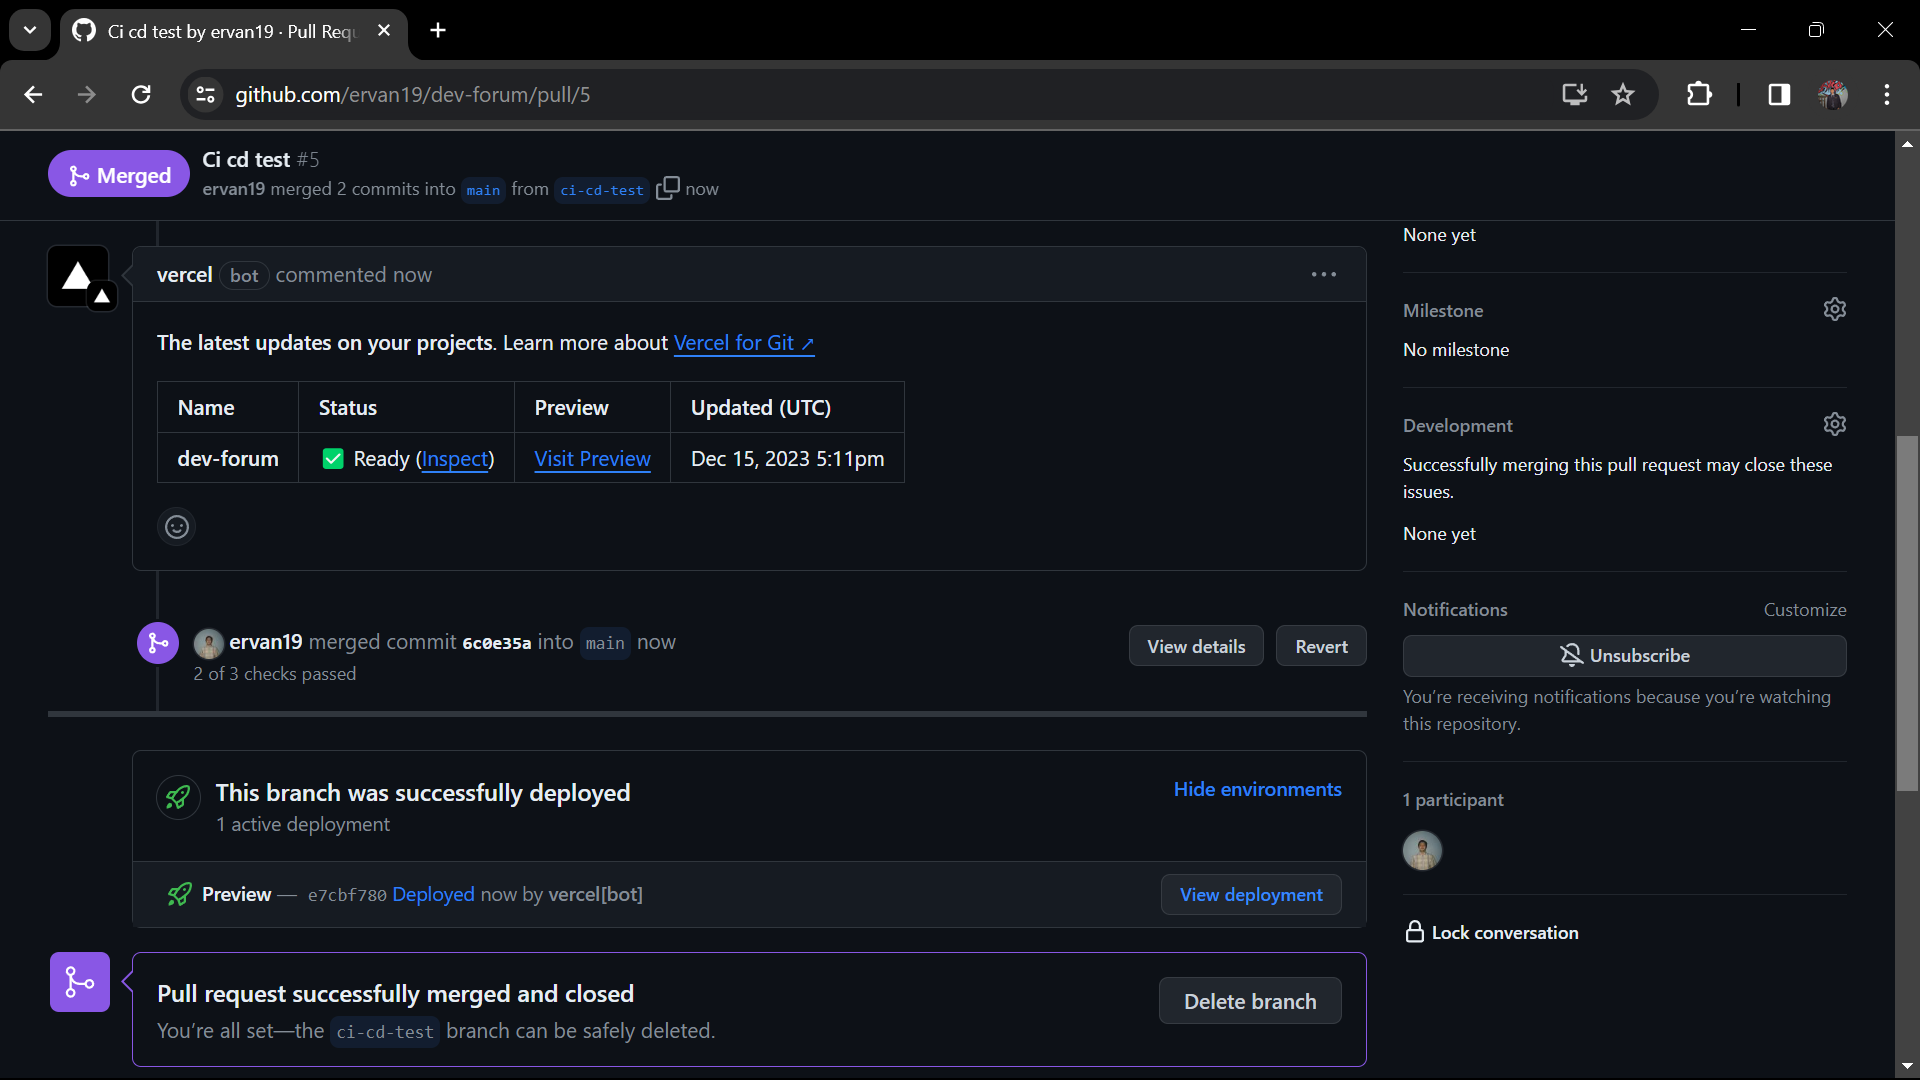 Ci cd test by ervan19 · Pull Requ
github.com/ervan19/dev-forum/pull/5
Merged
Ci cd test #5
ervan19 merged 2 commits into main from ci-cd-test now
vercel bot commented now
The latest updates on your projects. Learn more about Vercel for Git ↗
Name Status Preview Updated (UTC)
dev-forum ✅ Ready (Inspect) Visit Preview Dec 15, 2023 5:11pm
ervan19 merged commit 6c0e35a into main now
2 of 3 checks passed
View details
Revert
This branch was successfully deployed
1 active deployment
Hide environments
Preview — e7cbf780 Deployed now by vercel[bot]
View deployment
Pull request successfully merged and closed
You're all set—the ci-cd-test branch can be safely deleted.
Delete branch
None yet
Milestone
No milestone
Development
Successfully merging this pull request may close these
issues.
None yet
Notifications
Customize
Unsubscribe
You're receiving notifications because you're watching
this repository.
1 participant
Lock conversation